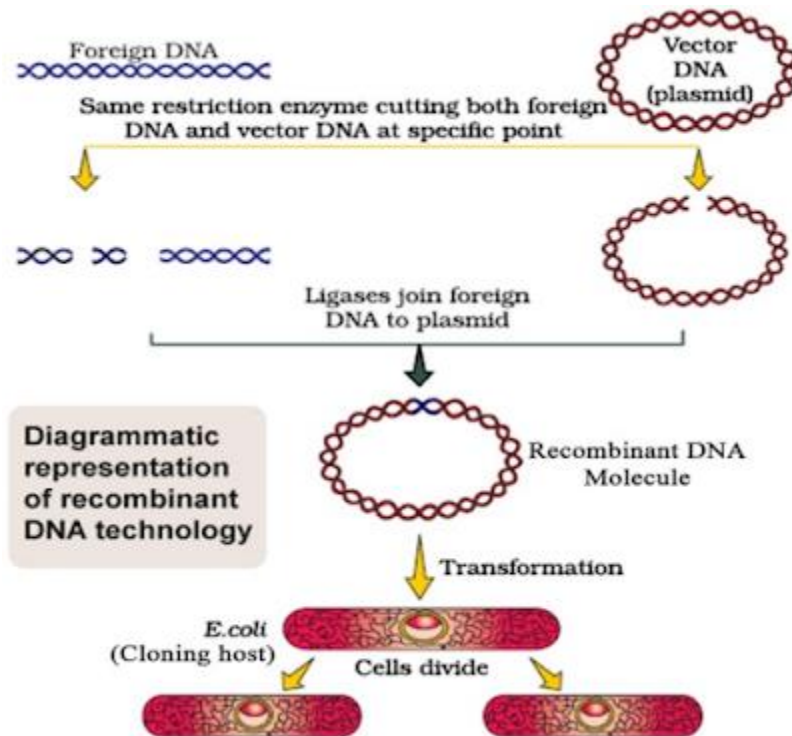 Foreign DNA
Vector
DNA
(plasmid)
Same restriction enzyme cutting both foreign
DNA and vector DNA at specific point
Ligases join foreign
DNA to plasmid
Diagrammatic
representation
of recombinant
DNA technology
Recombinant DNA
Molecule
Transformation
E.coli
(Cloning host)
Cells divide